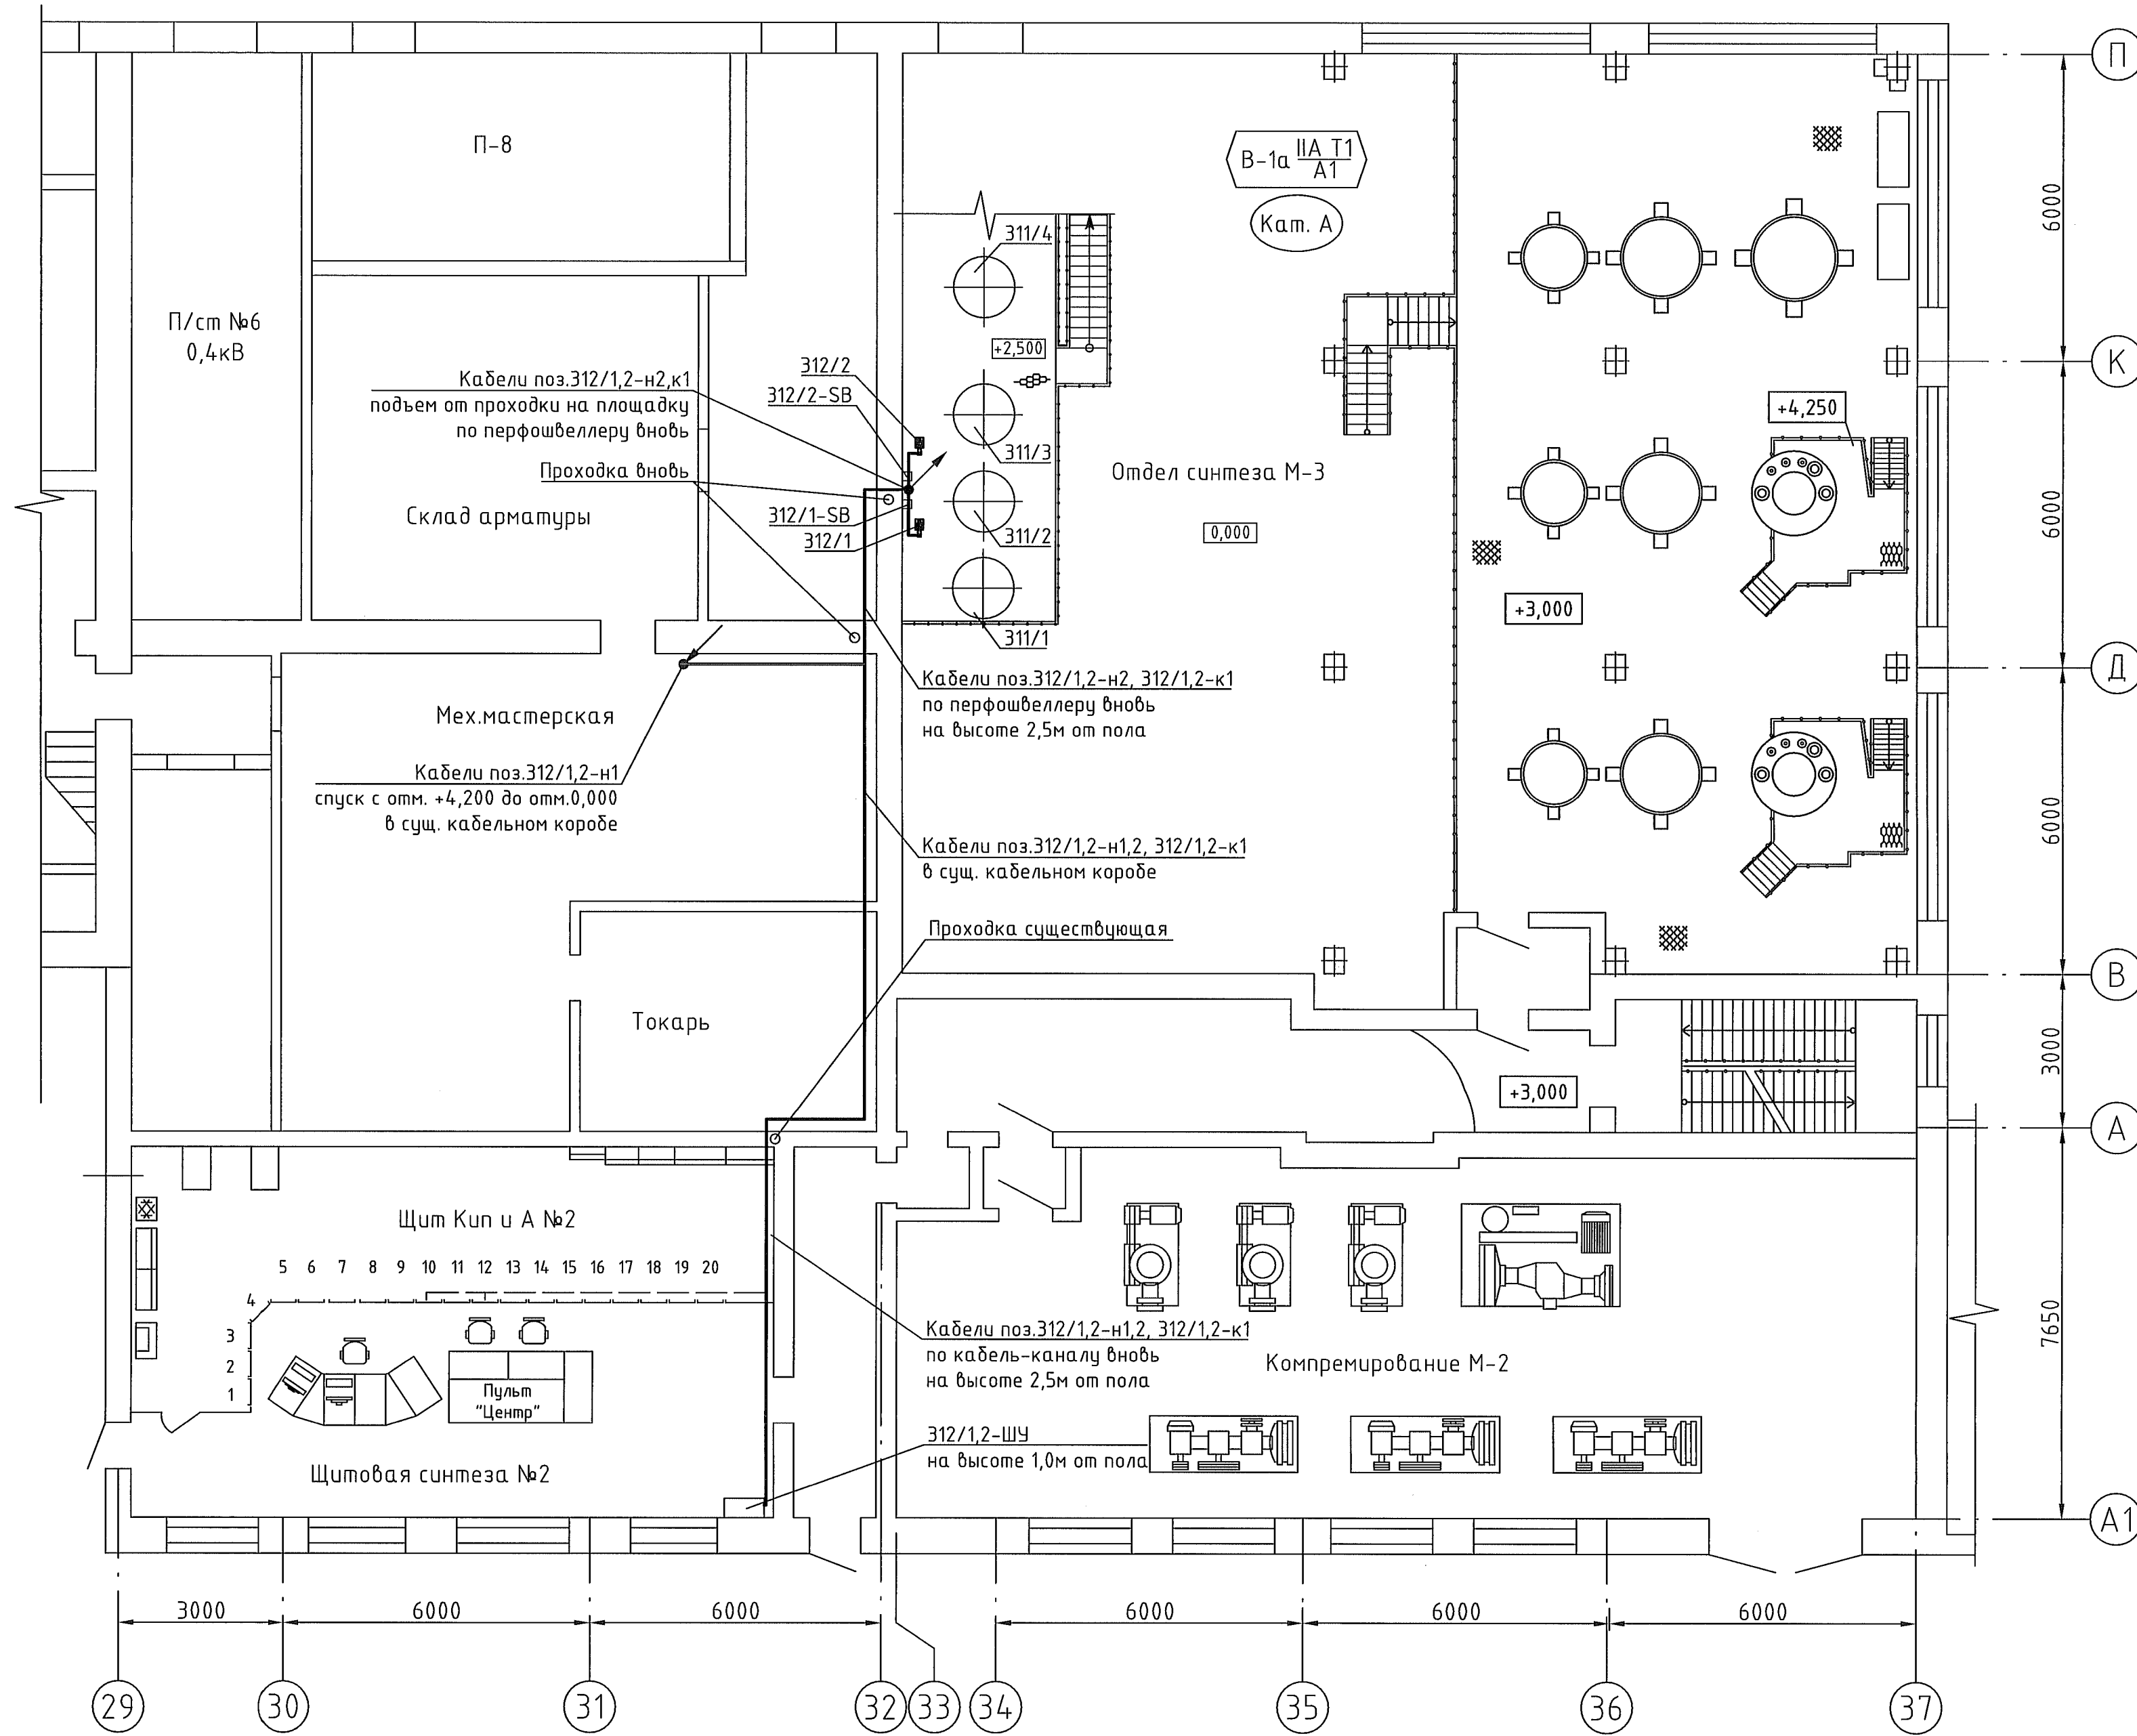 П-8
В-1а IIA Т1
А1
Кат. А
П/ст №6
0,4кВ
311/4
+2,500
312/2
Кабели поз.312/1,2-н2,к1
подъем от проходки на площадку
по перфошвеллеру вновь
312/2-SB
311/3
Проходка вновь
Отдел синтеза М-3
Склад арматуры
312/1-SB
312/1
311/2
0,000
311/1
+4,250
+3,000
Кабели поз.312/1,2-н2, 312/1,2-к1
по перфошвеллеру вновь
на высоте 2,5м от пола
Мех.мастерская
Кабели поз.312/1,2-н1
спуск с отм. +4,200 до отм.0,000
в сущ. кабельном коробе
Кабели поз.312/1,2-н1,2, 312/1,2-к1
в сущ. кабельном коробе
Проходка существующая
Токарь
+3,000
Щит Кип и А №2
5 6 7 8 9 10 11 12 13 14 15 16 17 18 19 20
4
3
2
1
Пульт
"Центр"
Щитовая синтеза №2
Кабели поз.312/1,2-н1,2, 312/1,2-к1
по кабель-каналу вновь
на высоте 2,5м от пола
Компремирование М-2
312/1,2-ШУ
на высоте 1,0м от пола
П
6000
К
6000
Д
6000
В
3000
А
7650
А1
3000 6000 6000 6000 6000 6000
29 30 31 32 33 34 35 36 37